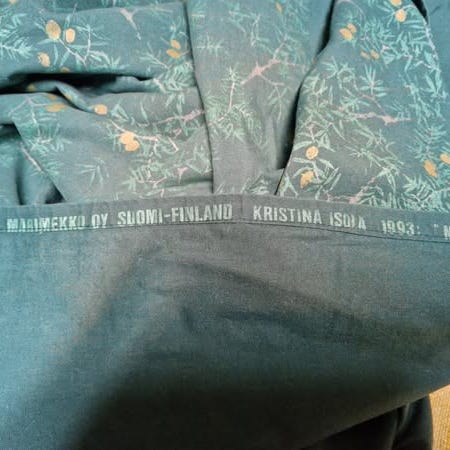 MARIMEKKO OY SUOMI-FINLAND KRISTINA ISOLA 1993: "